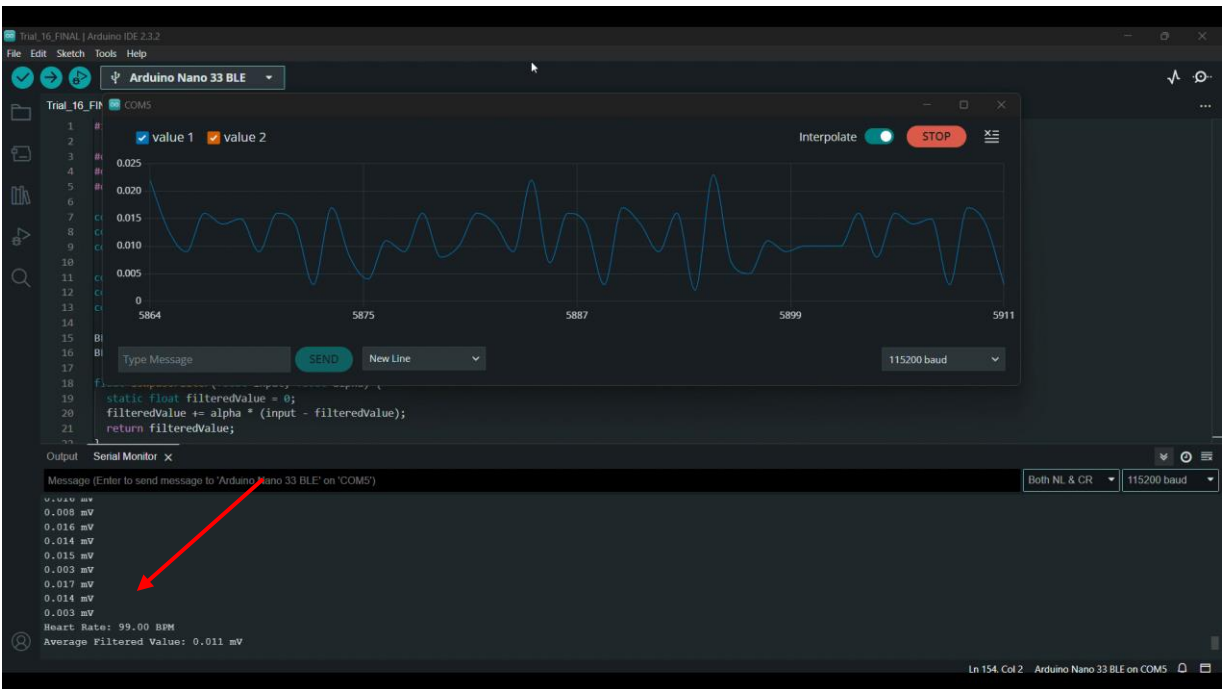 Trial_16_FINAL | Arduino IDE 2.3.2
File Edit Sketch Tools Help
Arduino Nano 33 BLE
Trial_16_FIN
COM5
value 1 value 2
Interpolate
STOP
0.025
0.020
0.015
0.010
0.005
0
5864 5875 5887 5899 5911
Type Message
SEND
New Line
115200 baud
1
2
3
4
5
6
7
8
9
10
11
12
13
14
15 Bl
16 Bl
17
18
19 static float filteredValue = 0;
20 filteredValue += alpha * (input - filteredValue);
21 return filteredValue;
22 }
Output Serial Monitor x
Message (Enter to send message to 'Arduino Nano 33 BLE' on 'COM5')
Both NL & CR
115200 baud
0.016 mV
0.008 mV
0.016 mV
0.014 mV
0.015 mV
0.003 mV
0.017 mV
0.014 mV
0.003 mV
Heart Rate: 99.00 BPM
Average Filtered Value: 0.011 mV
Ln 154, Col 2 Arduino Nano 33 BLE on COM5